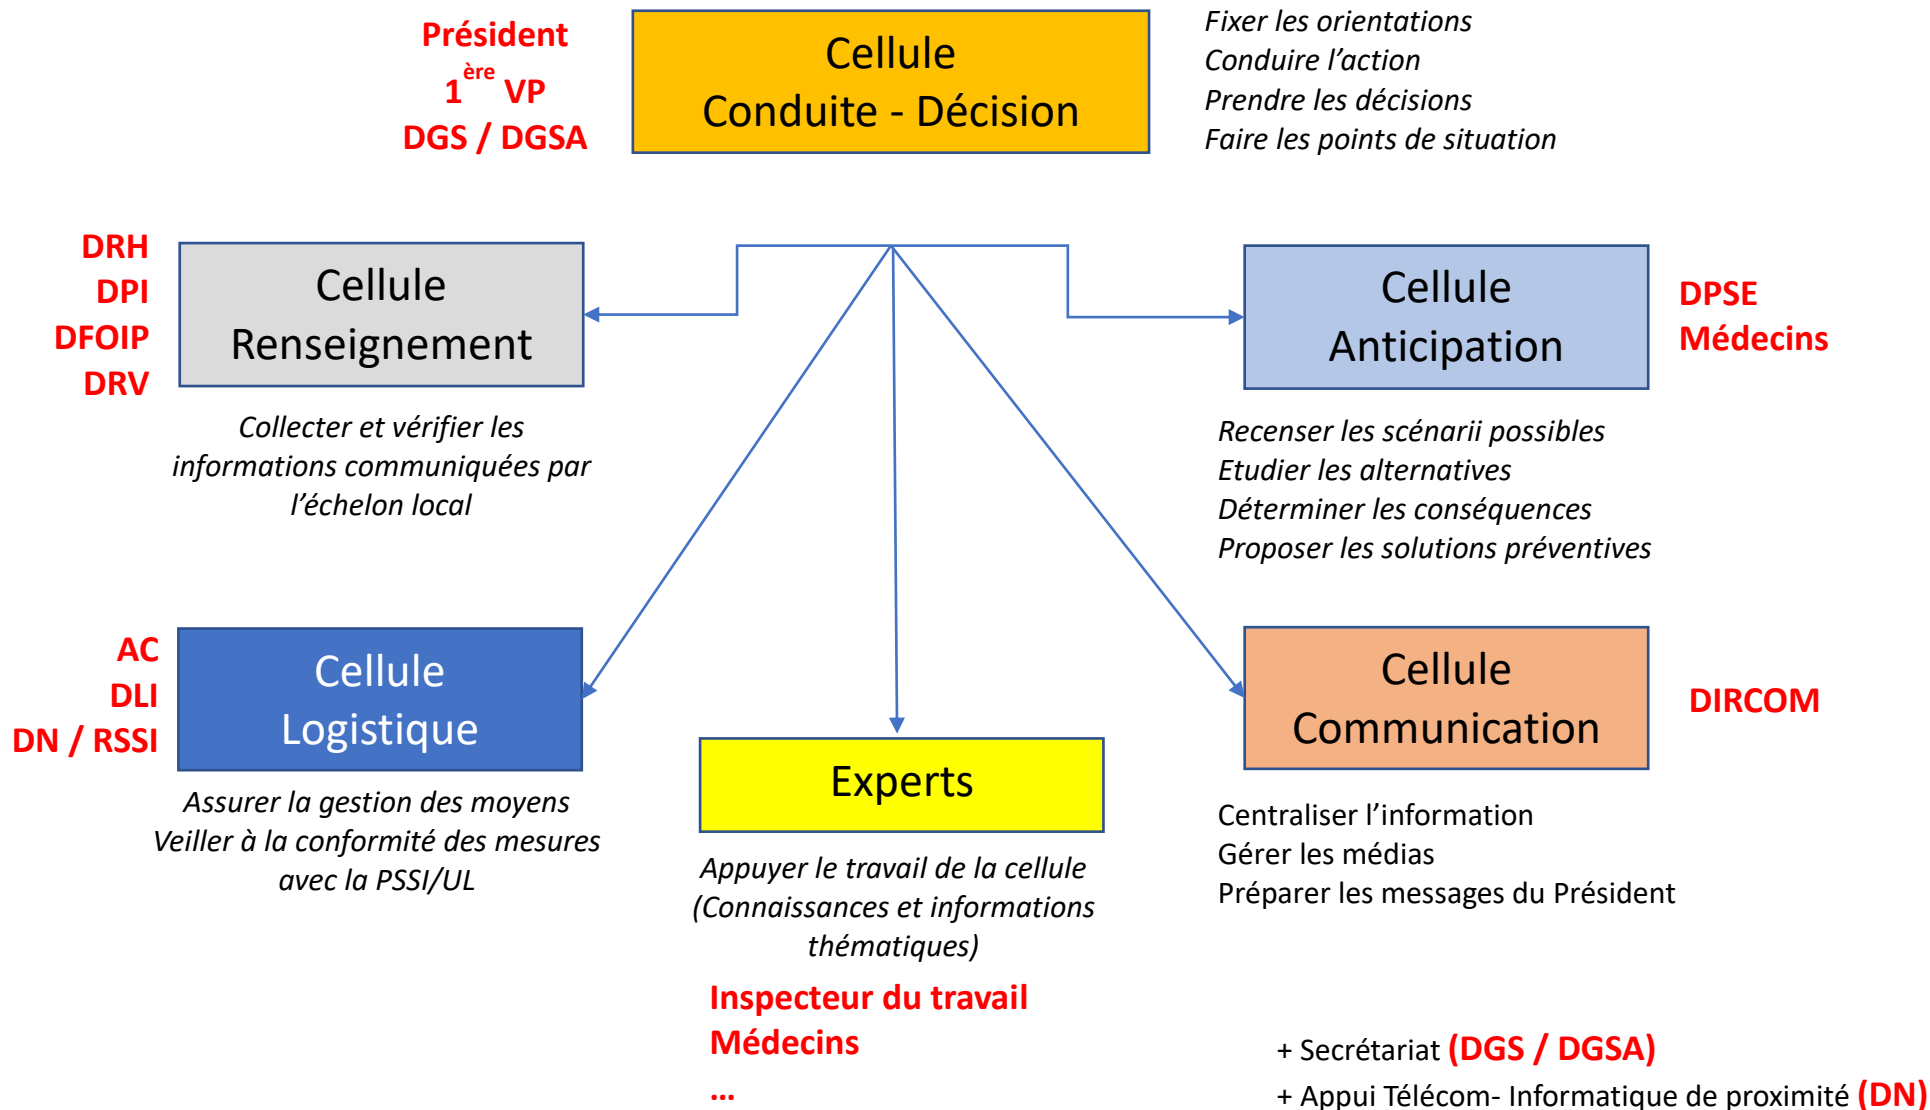 Président
1ère VP
DGS / DGSA
Cellule
Conduite - Décision
Fixer les orientations
Conduire l’action
Prendre les décisions
Faire les points de situation
DRH
DPI
DFOIP
DRV
Cellule
Renseignement
Collecter et vérifier les
informations communiquées par
l’échelon local
Cellule
Anticipation
DPSE
Médecins
Recenser les scénarii possibles
Etudier les alternatives
Déterminer les conséquences
Proposer les solutions préventives
AC
DLI
DN / RSSI
Cellule
Logistique
Assurer la gestion des moyens
Veiller à la conformité des mesures
avec la PSSI/UL
Experts
Appuyer le travail de la cellule
(Connaissances et informations
thématiques)
Inspecteur du travail
Médecins
...
Cellule
Communication
DIRCOM
Centraliser l’information
Gérer les médias
Préparer les messages du Président
+ Secrétariat (DGS / DGSA)
+ Appui Télécom- Informatique de proximité (DN)